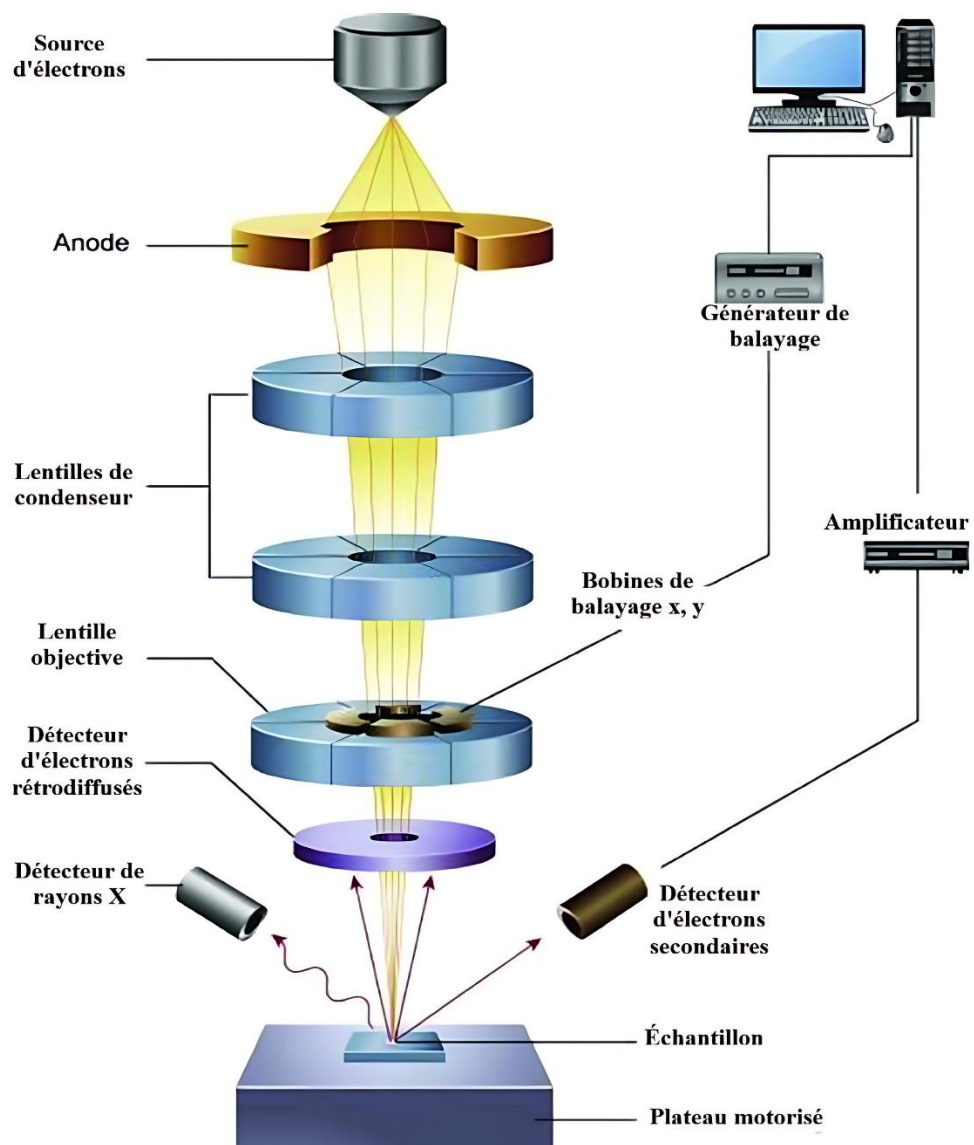 Source
d'électrons
Anode
Générateur de
balayage
Lentilles de
condenseur
Amplificateur
Bobines de
balayage x, y
Lentille
objective
Détecteur
d'électrons
rétrodiffusés
Détecteur de
rayons X
Détecteur
d'électrons
secondaires
Échantillon
Plateau motorisé